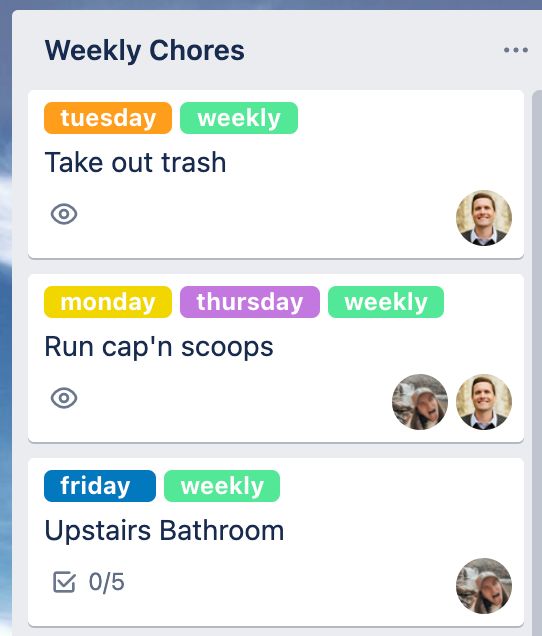 Weekly Chores
tuesday weekly
Take out trash
monday thursday weekly
Run cap'n scoops
friday weekly
Upstairs Bathroom
0/5